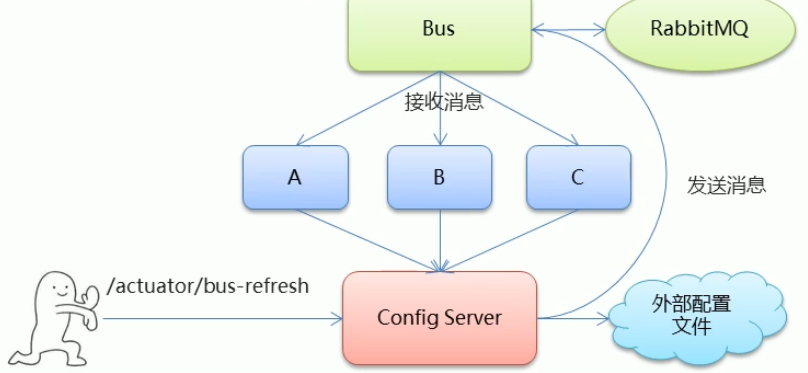 Bus
RabbitMQ
接收消息
A
B
C
发送消息
/actuator/bus-refresh
Config Server
外部配置
文件